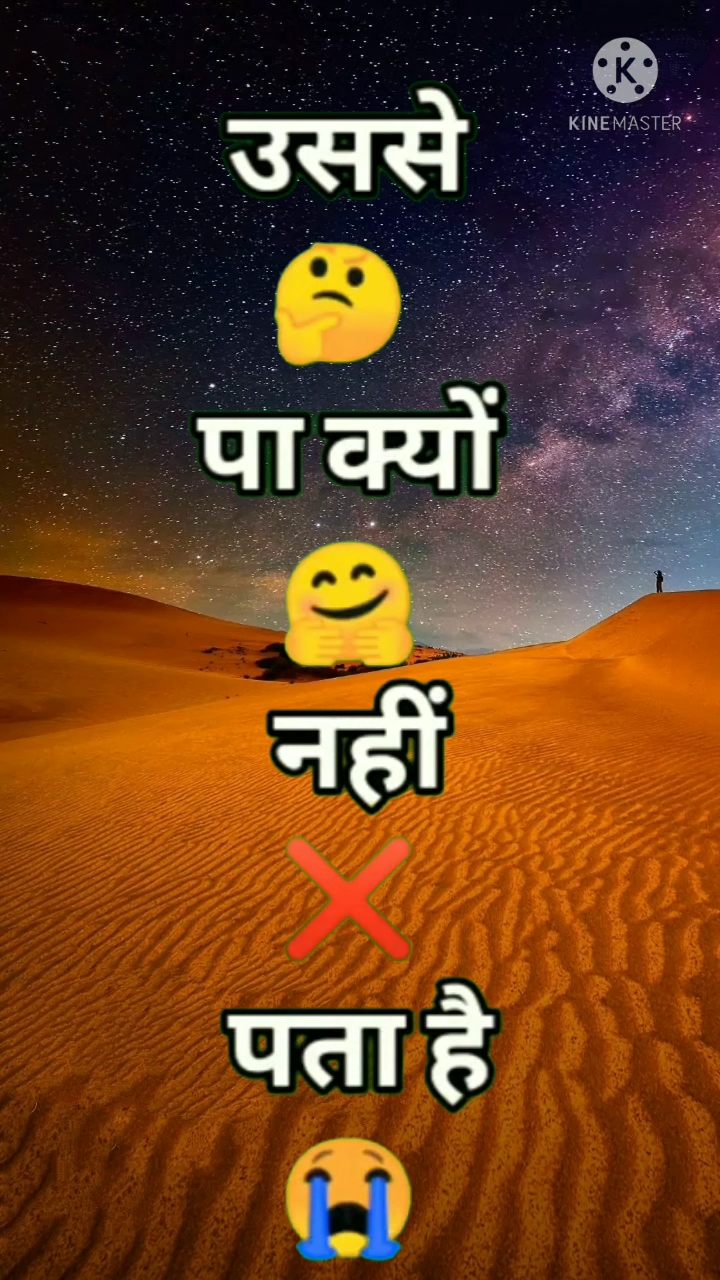 KINEMASTER
उससे
🤔
पा क्यों
🤗
नहीं
❌
पता है
😭